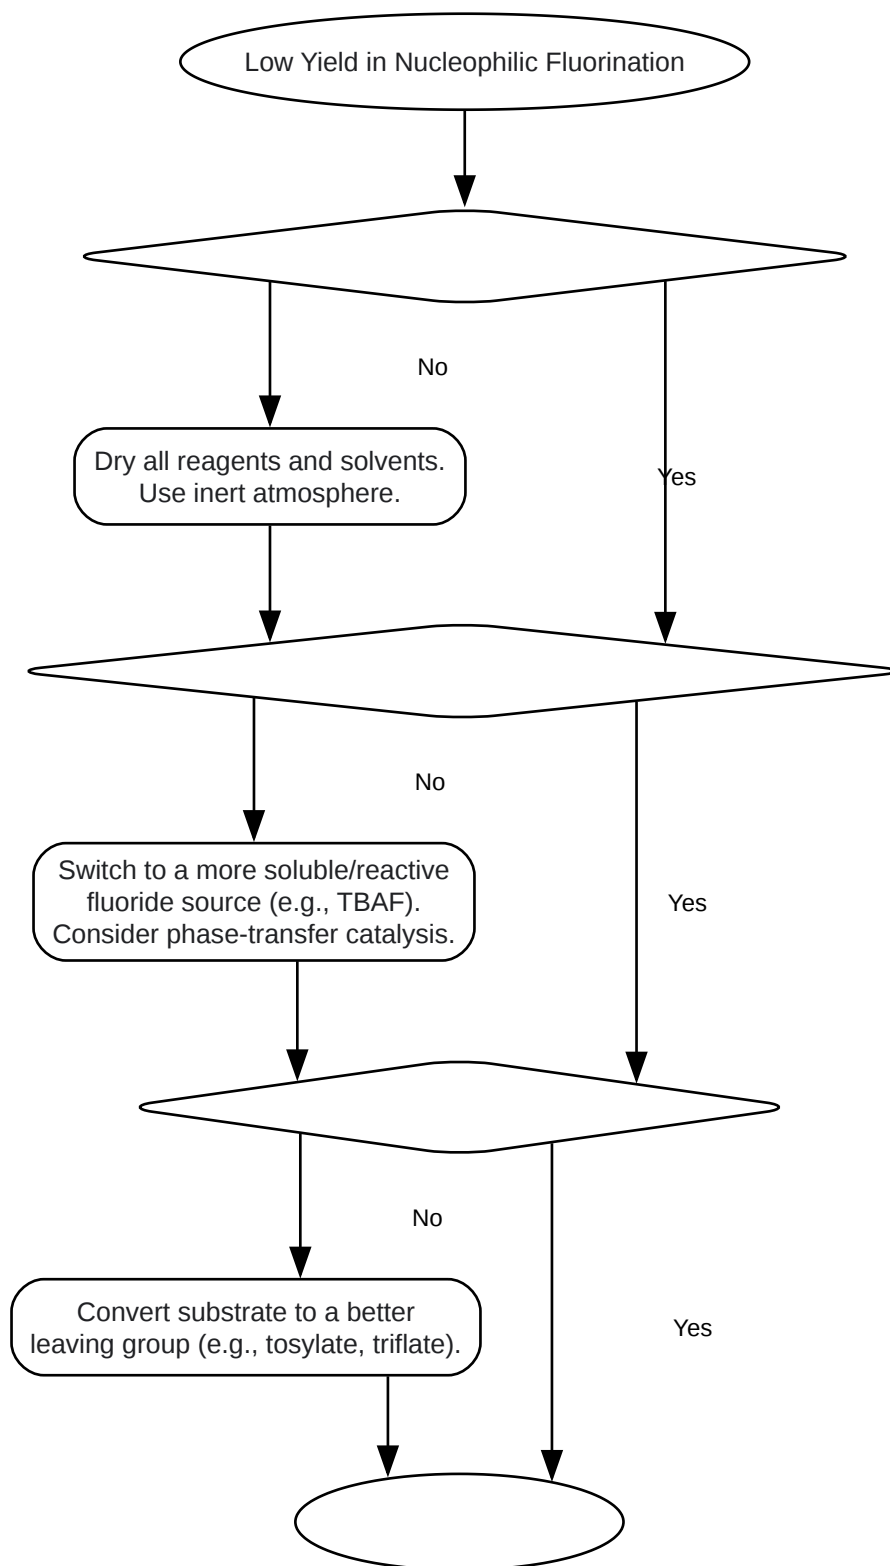 Low Yield in Nucleophilic Fluorination
No
Dry all reagents and solvents.
Use inert atmosphere.
Yes
No
Switch to a more soluble/reactive
fluoride source (e.g., TBAF).
Consider phase-transfer catalysis.
Yes
No
Convert substrate to a better
leaving group (e.g., tosylate, triflate).
Yes